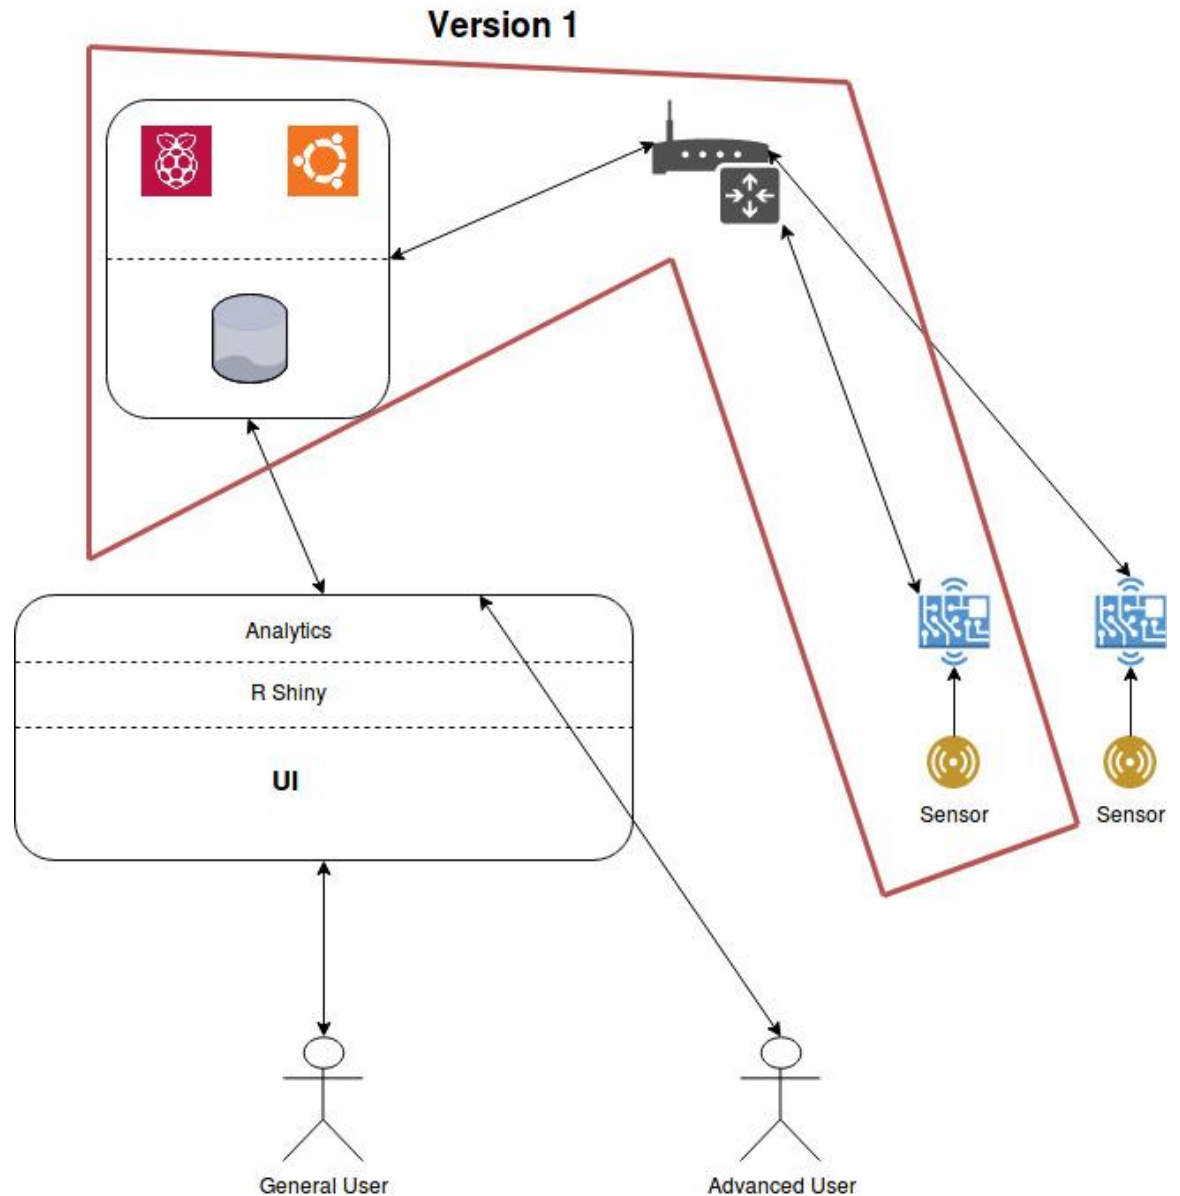 Version 1
Analytics
R Shiny
UI
Sensor
Sensor
General User
Advanced User